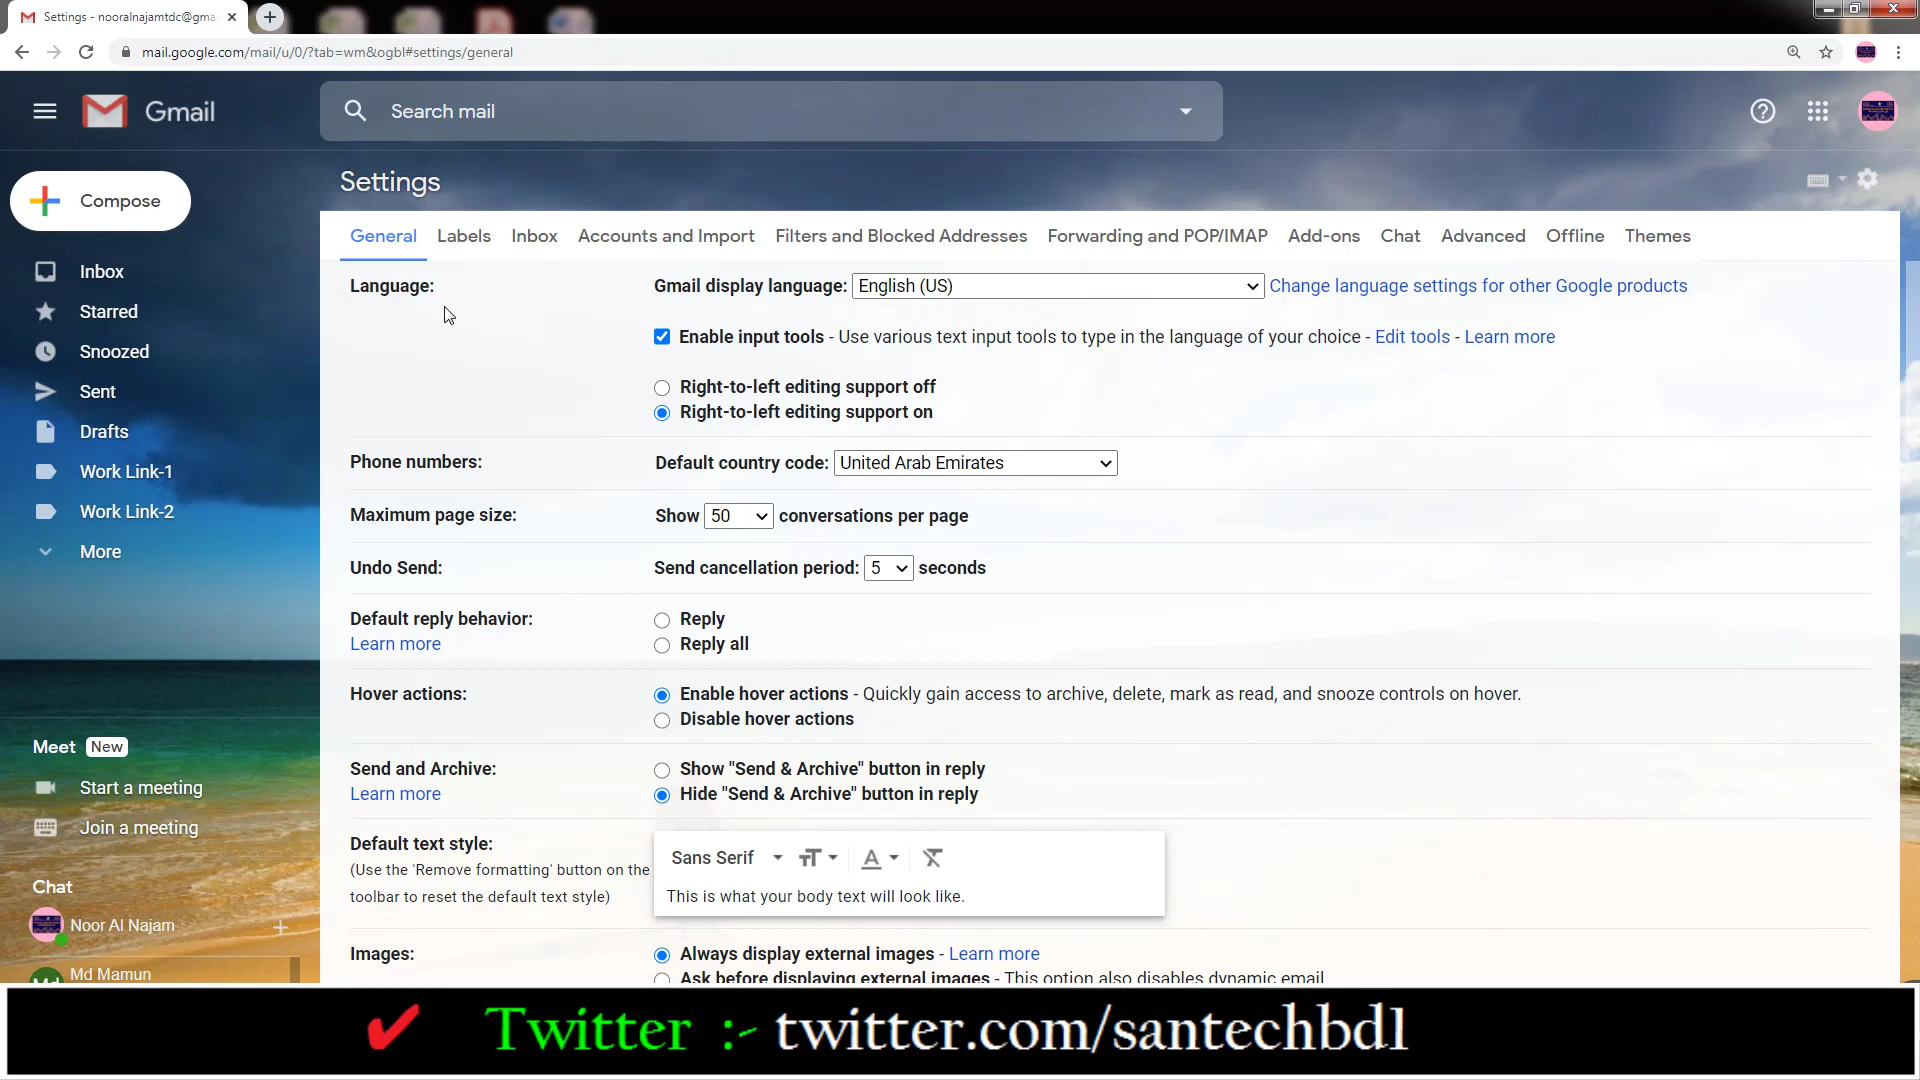 Settings - nooralnajamtdc@gma
mail.google.com/mail/u/0/?tab=wm&ogbl#settings/general
Gmail
Search mail
Compose
Inbox
Starred
Snoozed
Sent
Drafts
Work Link-1
Work Link-2
More
Meet New
Start a meeting
Join a meeting
Chat
Noor Al Najam
Md Mamun
Settings
General Labels Inbox Accounts and Import Filters and Blocked Addresses Forwarding and POP/IMAP Add-ons Chat Advanced Offline Themes
Language: Gmail display language: English (US) Change language settings for other Google products
Enable input tools - Use various text input tools to type in the language of your choice - Edit tools - Learn more
Right-to-left editing support off
Right-to-left editing support on
Phone numbers: Default country code: United Arab Emirates
Maximum page size: Show 50 conversations per page
Undo Send: Send cancellation period: 5 seconds
Default reply behavior: Reply
Learn more Reply all
Hover actions: Enable hover actions - Quickly gain access to archive, delete, mark as read, and snooze controls on hover.
Disable hover actions
Send and Archive: Show "Send & Archive" button in reply
Learn more Hide "Send & Archive" button in reply
Default text style: Sans Serif
(Use the 'Remove formatting' button on the
toolbar to reset the default text style) This is what your body text will look like.
Images: Always display external images - Learn more
Ask before displaying external images - This option also disables dynamic email
Twitter :- twitter.com/santechbd1